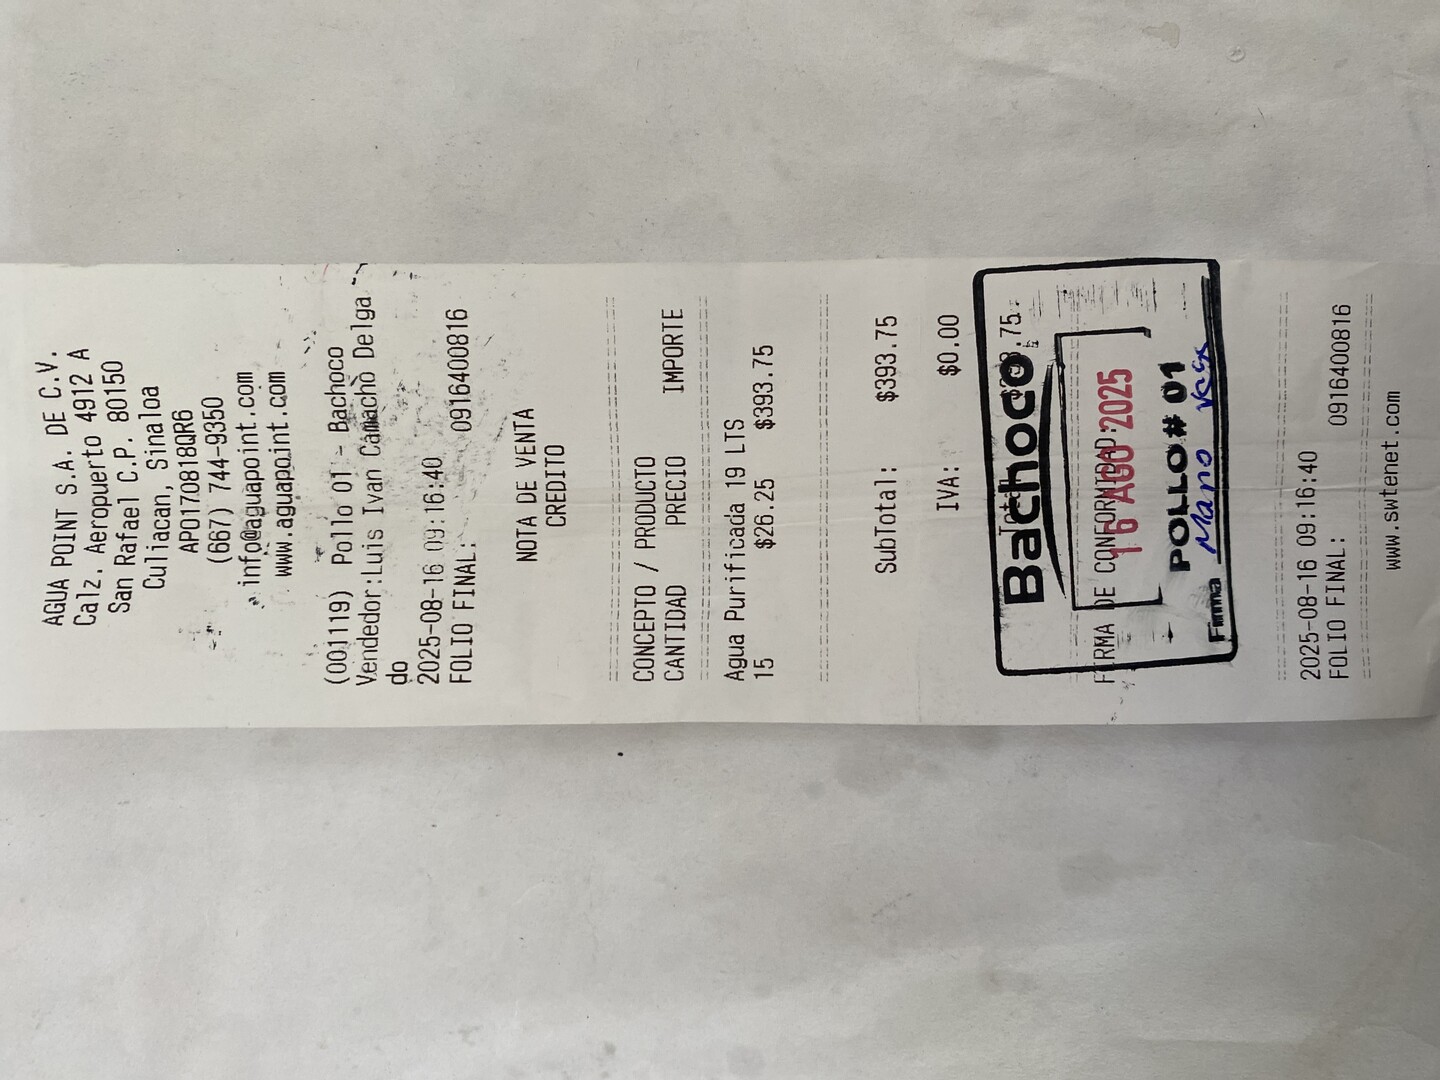 AGUA POINT S.A. DE C.V.
Calz. Aeropuerto 4912 A
San Rafael C.P. 80150
Culiacan, Sinaloa
APO170818QR6
(667) 744-9350
info@aguapoint.com
www.aguapoint.com
(001119) Pollo 01 - Bachoco
Vendedor:Luis Ivan Camacho Delga
do
2025-08-16 09:16:40
FOLIO FINAL: 0916400816
NOTA DE VENTA
CREDITO
CONCEPTO / PRODUCTO
CANTIDAD PRECIO IMPORTE
Agua Purificada 19 LTS
15 $26.25 $393.75
SubTotal: $393.75
IVA: $0.00
Bachoco
FIRMA DE CONFORMIDAD:
16 AGO 2025
POLLO # 01
Firma
2025-08-16 09:16:40
FOLIO FINAL: 0916400816
www.swtenet.com